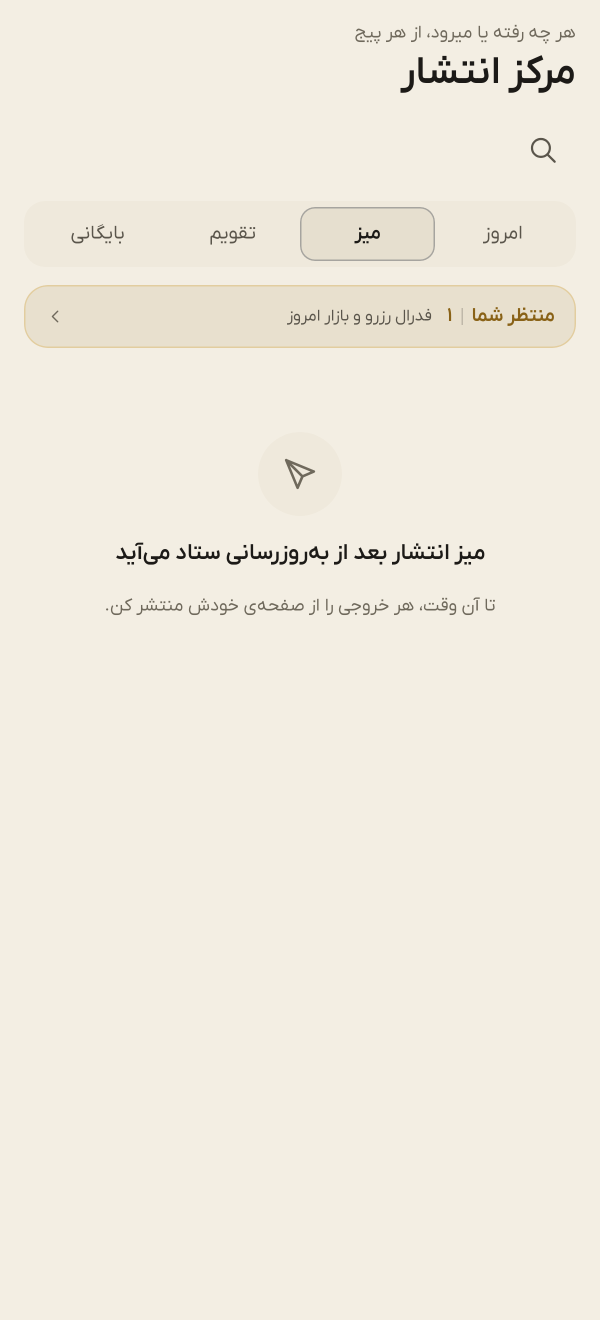 هر چه رفته یا میرود، از هر پیج
مرکز انتشار
امروز
میز
تقویم
بایگانی
منتظر شما | ۱ فدرال رزرو و بازار امروز
میز انتشار بعد از به‌روزرسانی ستاد می‌آید
تا آن وقت، هر خروجی را از صفحه‌ی خودش منتشر کن.